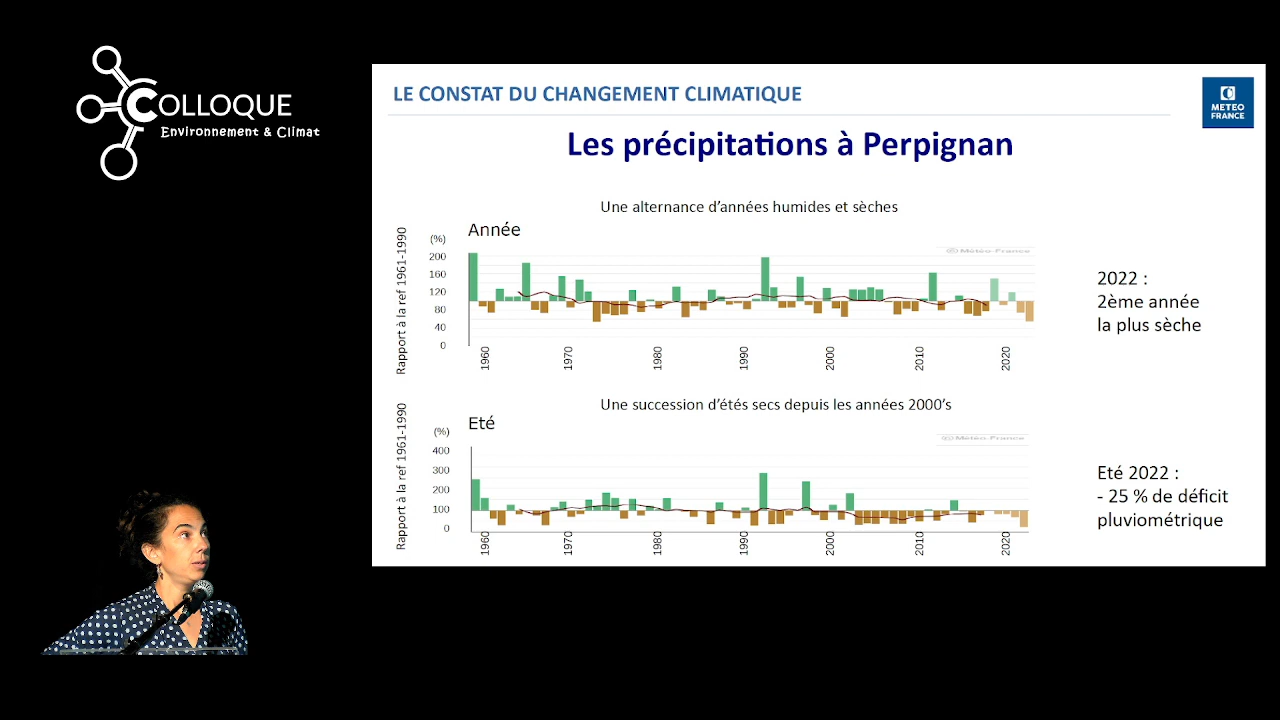 COLLOQUE
Environnement & Climat
LE CONSTAT DU CHANGEMENT CLIMATIQUE
METEO
FRANCE
Les précipitations à Perpignan
Une alternance d'années humides et sèches
Année
Rapport à la ref 1961-1990
(%)
200
160
120
80
40
0
© Météo-France
1960
1970
1980
1990
2000
2010
2020
2022 :
2ème année
la plus sèche
Une succession d'étés secs depuis les années 2000's
Eté
Rapport à la ref 1961-1990
(%)
400
300
200
100
0
© Météo-France
1960
1970
1980
1990
2000
2010
2020
Eté 2022 :
- 25 % de déficit
pluviométrique